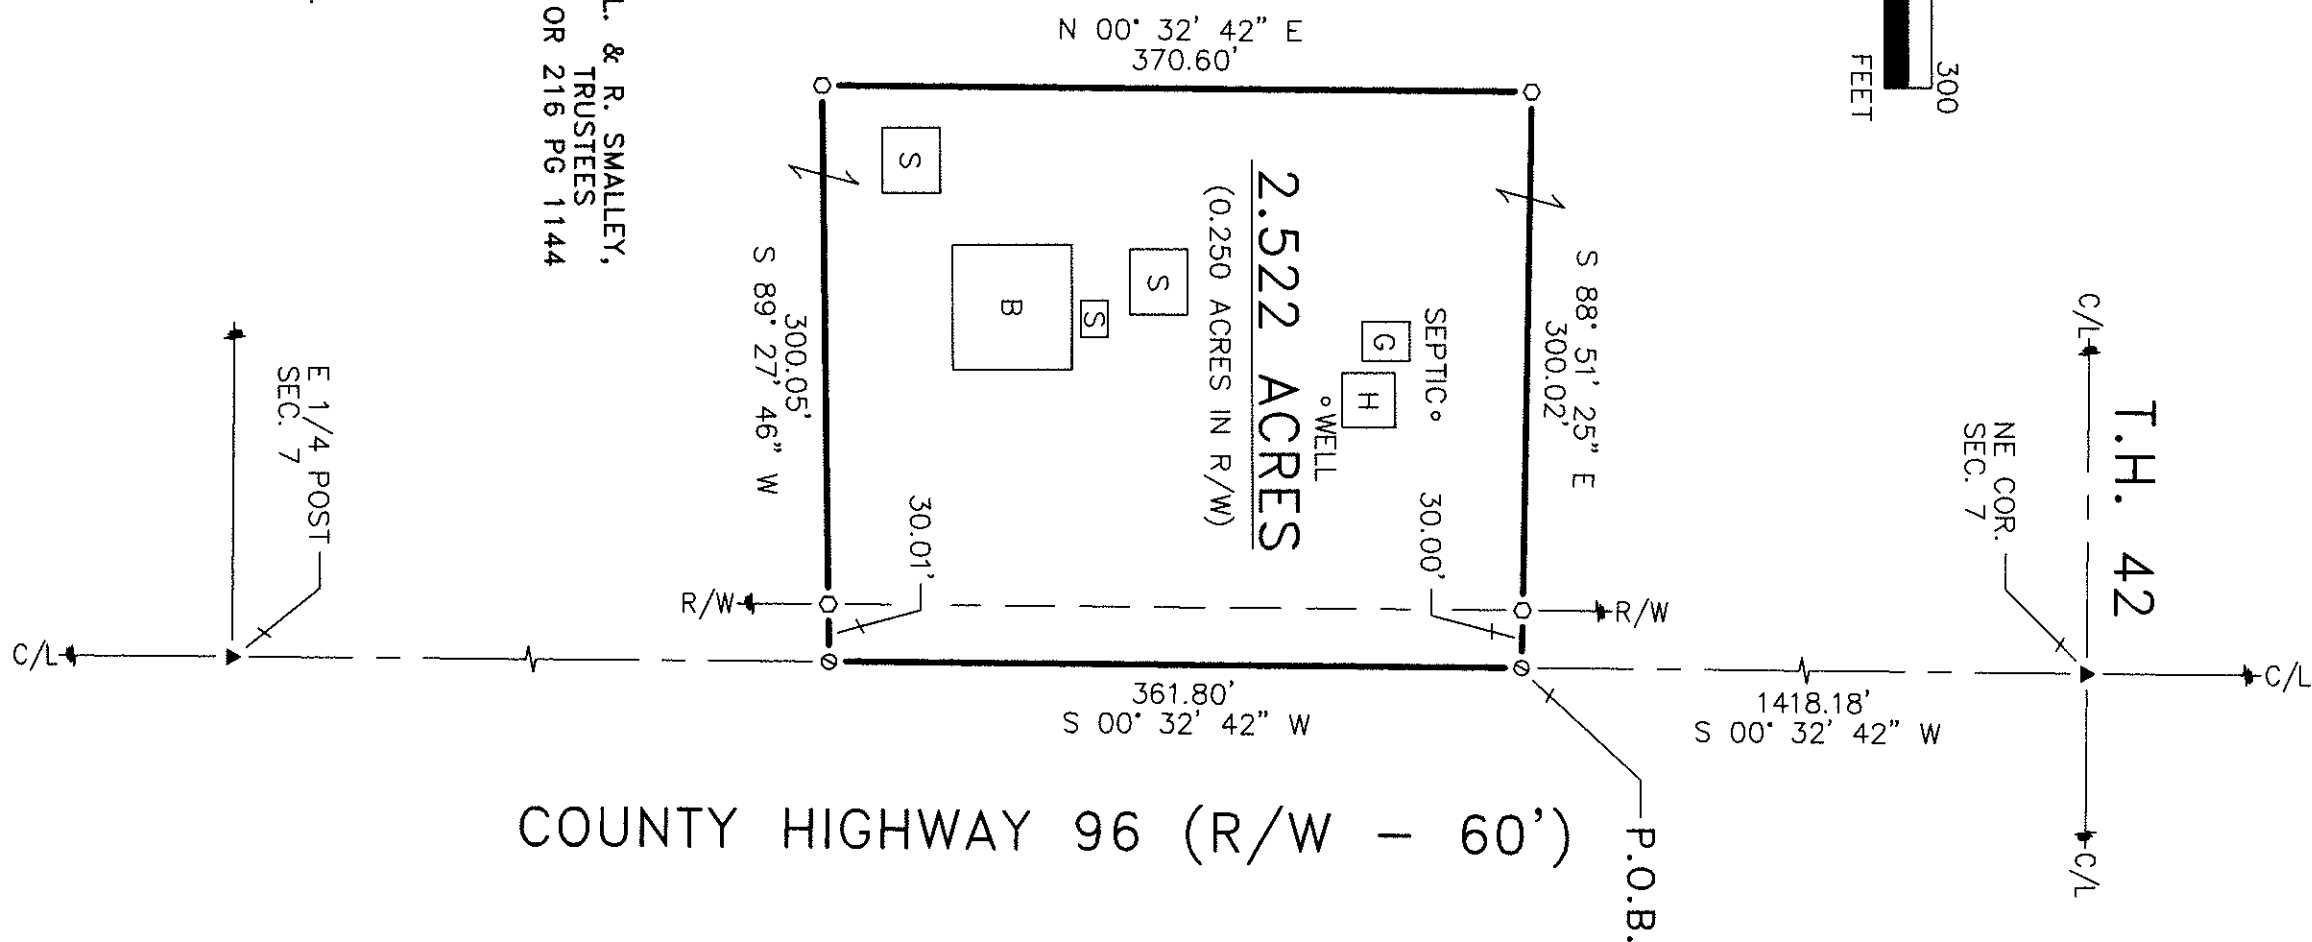 N 00° 32' 42" E
370.60'
300
FEET
L. & R. SMALLEY,
TRUSTEES
OR 216 PG 1144
S
S
S
B
2.522 ACRES
(0.250 ACRES IN R/W)
G
H
SEPTIC
WELL
S 88° 51' 25" E
300.02'
300.05'
S 89° 27' 46" W
30.01'
30.00'
R/W
R/W
C/L
T.H. 42
NE COR.
SEC. 7
E 1/4 POST
SEC. 7
C/L
C/L
C/L
361.80'
S 00° 32' 42" W
1418.18'
S 00° 32' 42" W
P.O.B.
COUNTY HIGHWAY 96 (R/W - 60')